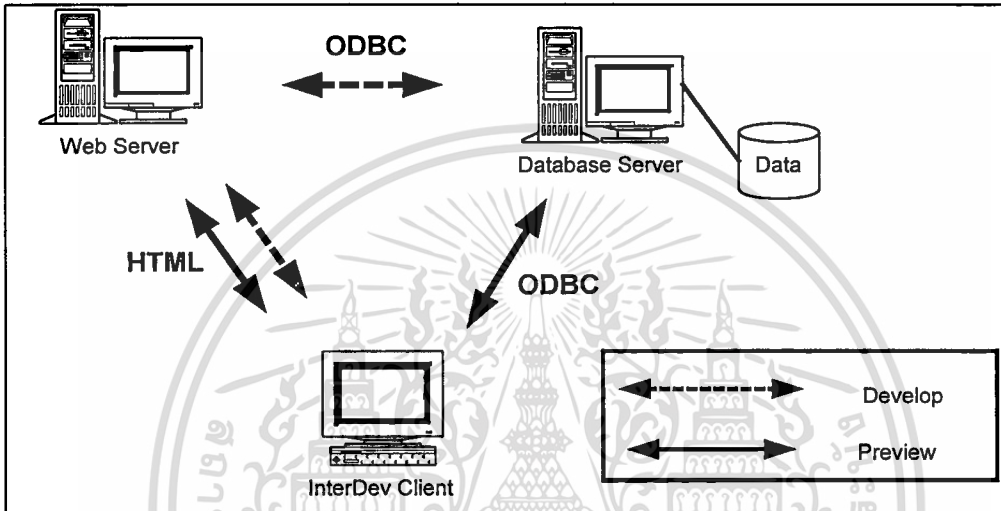 ODBC
Web Server
Database Server
Data
HTML
ODBC
Develop
Preview
InterDev Client